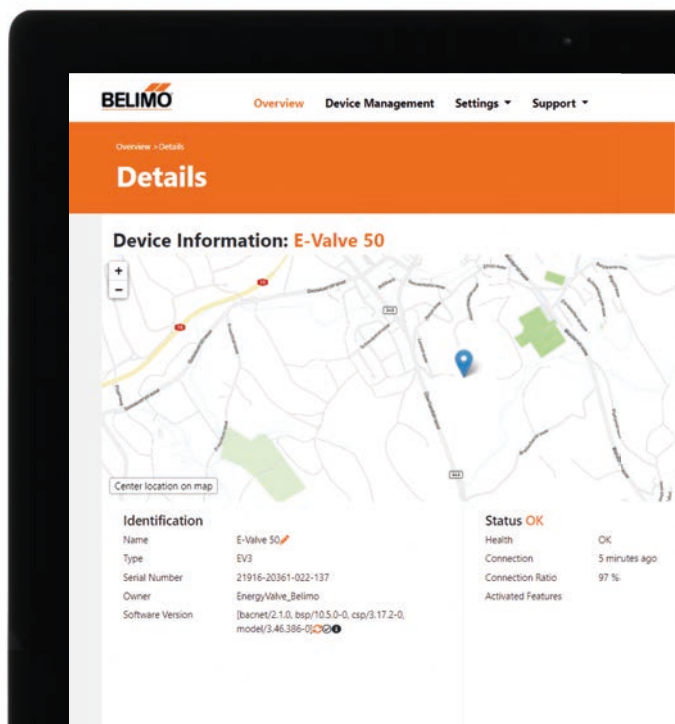 BELIMO
Overview Device Management Settings Support
Overview > Details
Details
Device Information: E-Valve 50
+
−
Center location on map
Identification
Name E-Valve 50
Type EV3
Serial Number 21916-20361-022-137
Owner EnergyValve_Belimo
Software Version [bacnet/2.1.0, bsp/10.5.0-0, csp/3.17.2-0,
model/3.46.386-0]
Status OK
Health OK
Connection 5 minutes ago
Connection Ratio 97 %
Activated Features